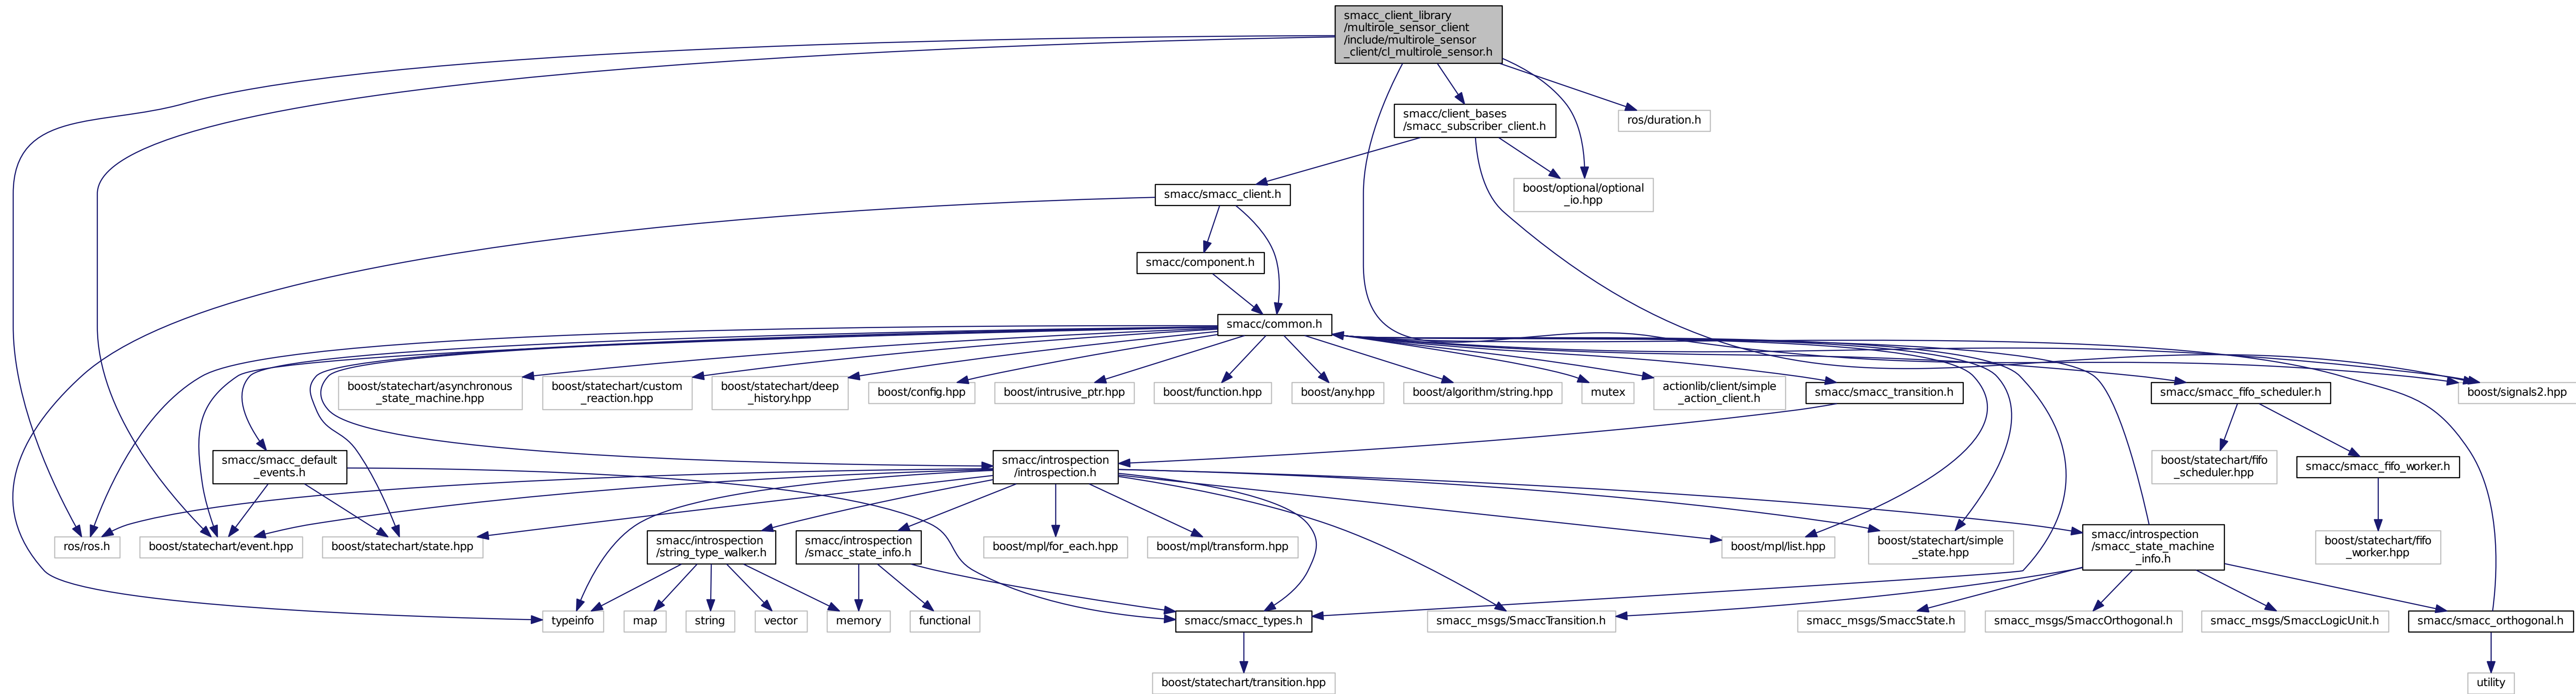 smacc_client_library
/multirole_sensor_client
/include/multirole_sensor
_client/cl_multirole_sensor.h
smacc/client_bases
/smacc_subscriber_client.h
ros/duration.h
smacc/smacc_client.h
boost/optional/optional
_io.hpp
smacc/component.h
smacc/common.h
boost/statechart/asynchronous
_state_machine.hpp
boost/statechart/custom
_reaction.hpp
boost/statechart/deep
_history.hpp
boost/config.hpp
boost/intrusive_ptr.hpp
boost/function.hpp
boost/any.hpp
boost/algorithm/string.hpp
mutex
actionlib/client/simple
_action_client.h
smacc/smacc_transition.h
smacc/smacc_fifo_scheduler.h
boost/signals2.hpp
smacc/smacc_default
_events.h
smacc/introspection
/introspection.h
boost/statechart/fifo
_scheduler.hpp
smacc/smacc_fifo_worker.h
ros/ros.h
boost/statechart/event.hpp
boost/statechart/state.hpp
smacc/introspection
/string_type_walker.h
smacc/introspection
/smacc_state_info.h
boost/mpl/for_each.hpp
boost/mpl/transform.hpp
boost/mpl/list.hpp
boost/statechart/simple
_state.hpp
smacc/introspection
/smacc_state_machine
_info.h
boost/statechart/fifo
_worker.hpp
typeinfo
map
string
vector
memory
functional
smacc/smacc_types.h
smacc_msgs/SmaccTransition.h
smacc_msgs/SmaccState.h
smacc_msgs/SmaccOrthogonal.h
smacc_msgs/SmaccLogicUnit.h
smacc/smacc_orthogonal.h
boost/statechart/transition.hpp
utility